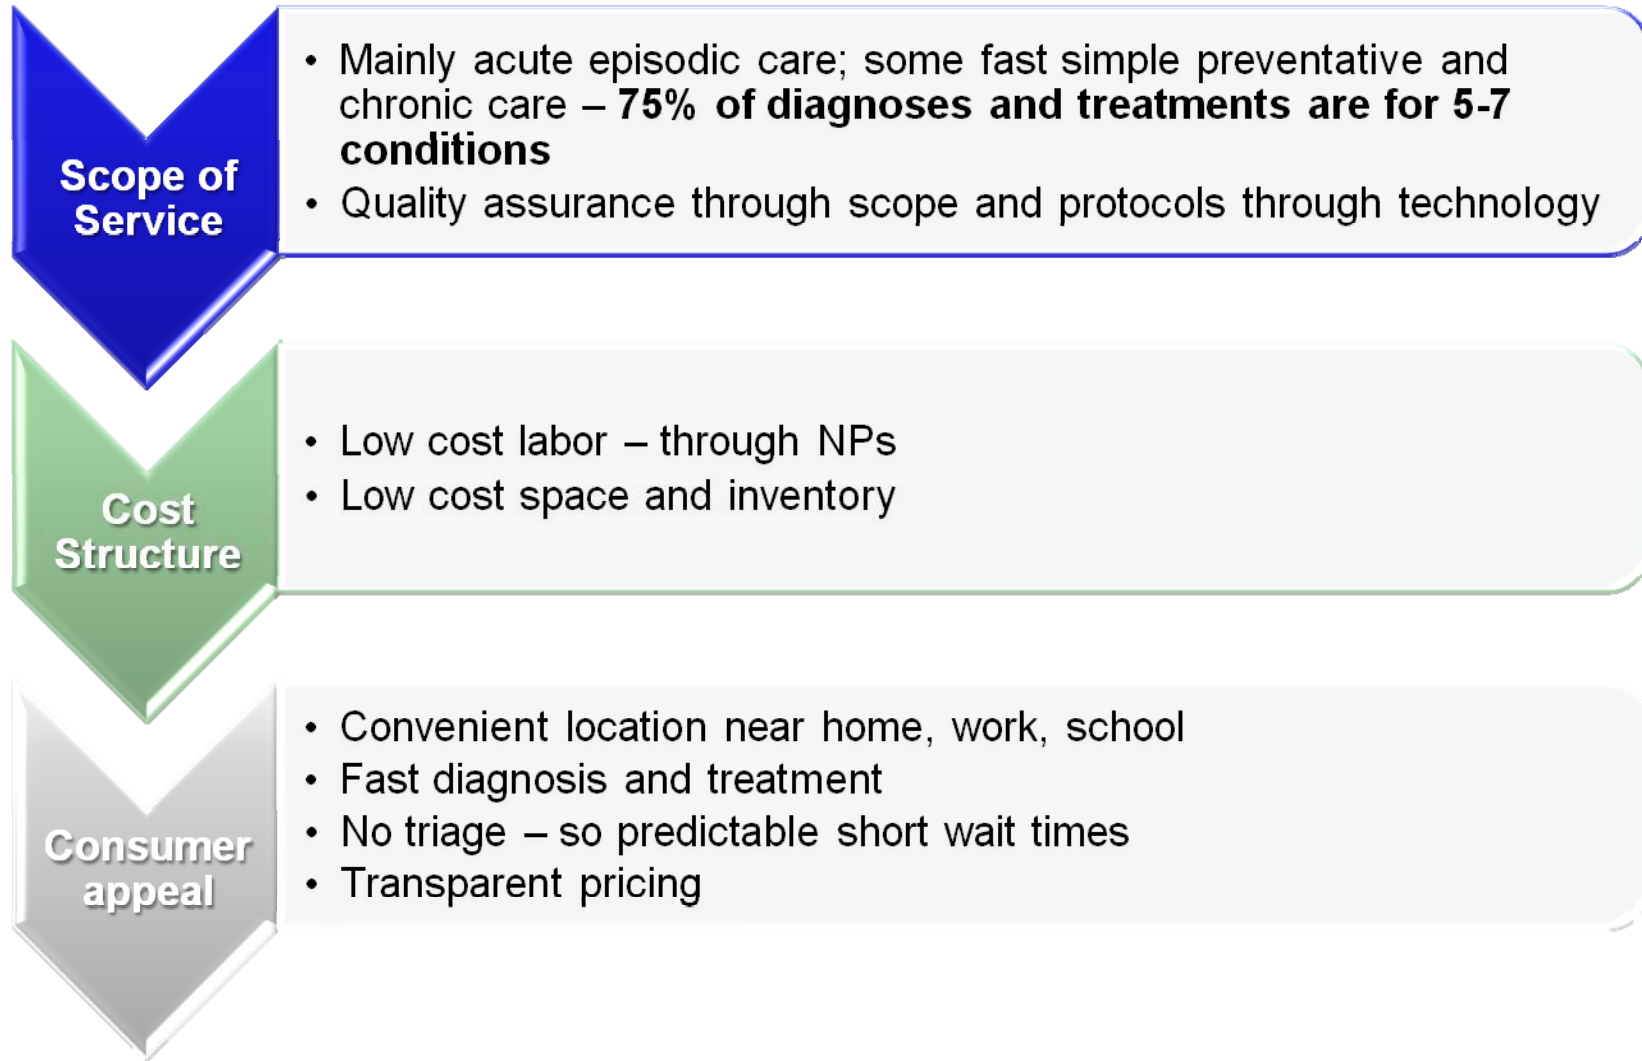 Scope of
Service
• Mainly acute episodic care; some fast simple preventative and
chronic care – 75% of diagnoses and treatments are for 5-7
conditions
• Quality assurance through scope and protocols through technology
Cost
Structure
• Low cost labor – through NPs
• Low cost space and inventory
Consumer
appeal
• Convenient location near home, work, school
• Fast diagnosis and treatment
• No triage – so predictable short wait times
• Transparent pricing